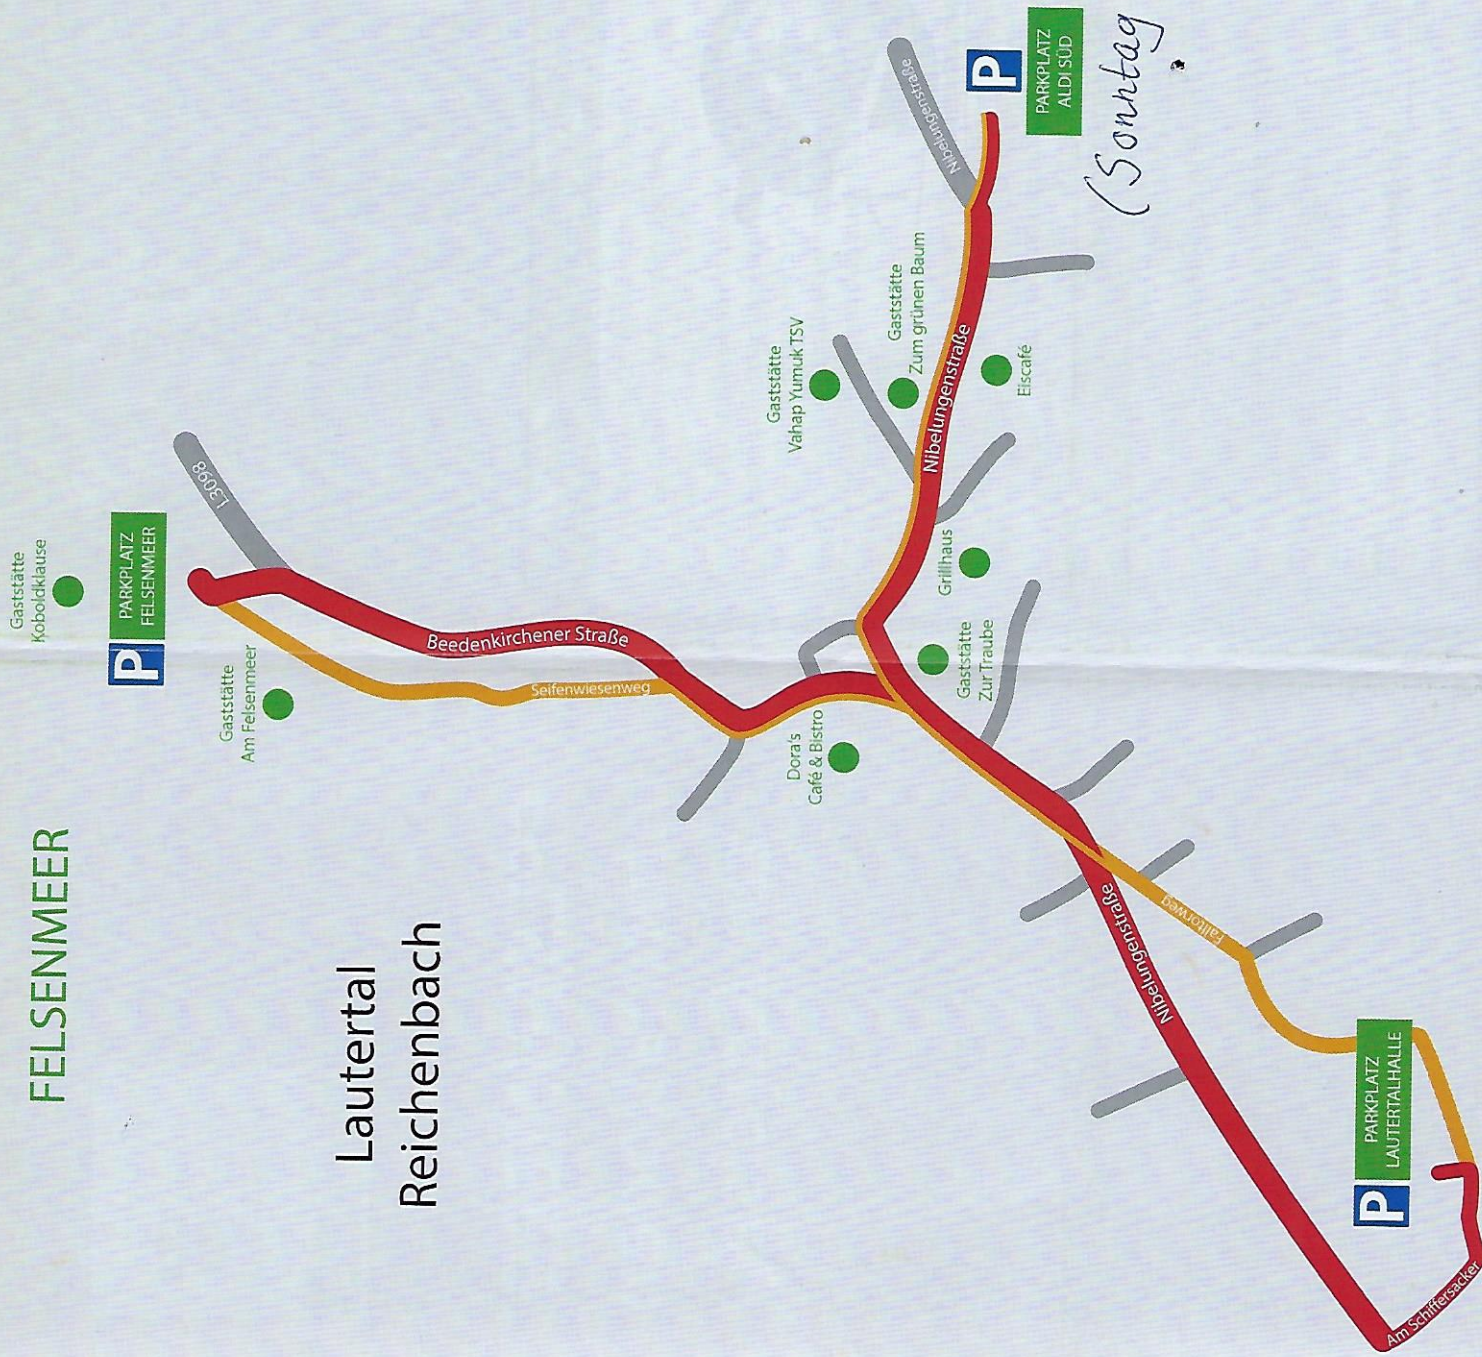 FELSENMEER
Lautertal
Reichenbach
Gaststätte
Koboldklause
P
PARKPLATZ
FELSENMEER
L3098
Gaststätte
Am Felsenmeer
Beedenkirchener Straße
Seifenwiesenweg
Dora's
Café & Bistro
Gaststätte
Vahap Yumuk TSV
Gaststätte
Zum grünen Baum
Nibelungenstraße
P
PARKPLATZ
ALDI SÜD
(Sonntag
Nibelungenstraße
Eiscafé
Grillhaus
Gaststätte
Zur Traube
Nibelungenstraße
Falltorweg
P
PARKPLATZ
LAUTERTALHALLE
Am Schiffersacker